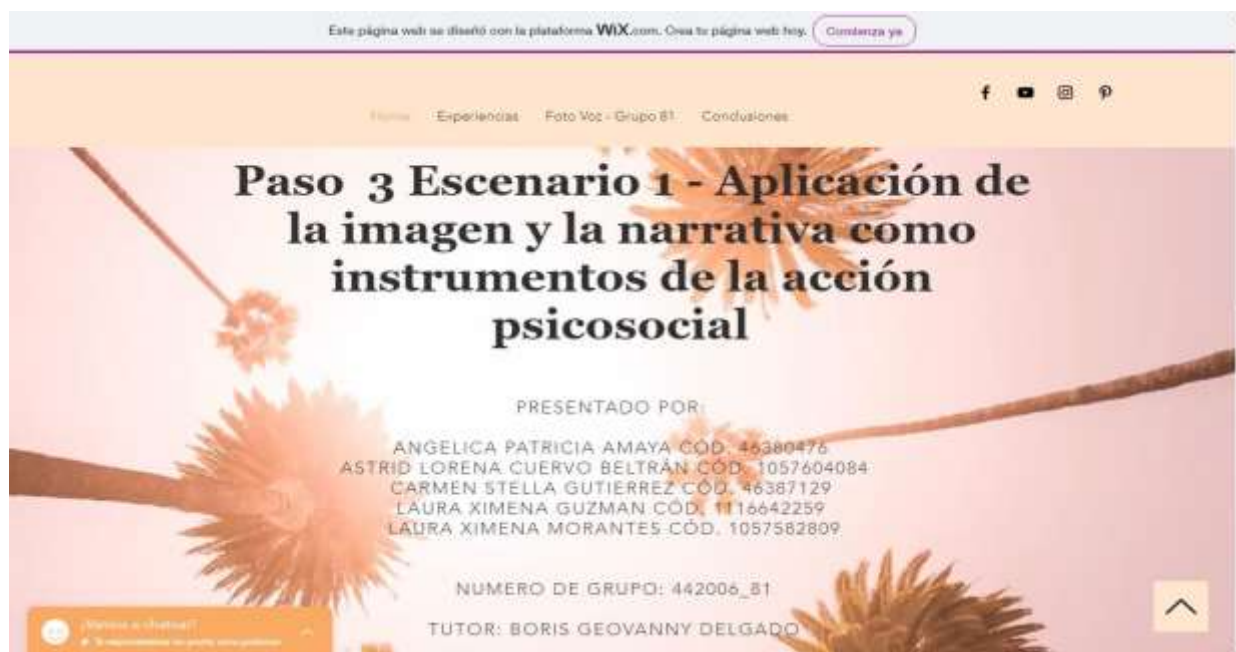 Este página web se diseñó con la plataforma WiX.com. Crea tu página web hoy. Comienza ya
Home Experiencias Foto Voz - Grupo 81 Conclusiones
Paso 3 Escenario 1 - Aplicación de
la imagen y la narrativa como
instrumentos de la acción
psicosocial
PRESENTADO POR:
ANGELICA PATRICIA AMAYA CÓD. 46380476
ASTRID LORENA CUERVO BELTRÁN CÓD. 1057604084
CARMEN STELLA GUTIERREZ CÓD. 46387129
LAURA XIMENA GUZMAN CÓD. 1116642259
LAURA XIMENA MORANTES CÓD. 1057582809
NUMERO DE GRUPO: 442006_81
TUTOR: BORIS GEOVANNY DELGADO
¡Vamos a chatear!